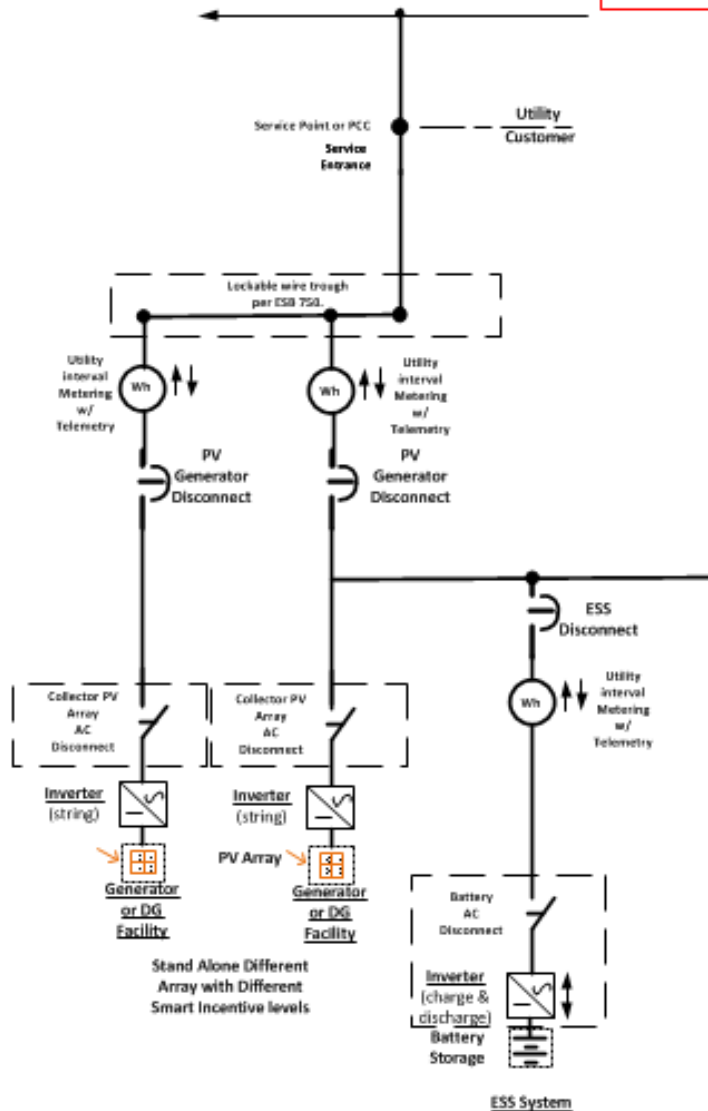 Service Point or PCC
Service
Entrance
Utility
Customer
Lockable wire trough
per ESB 750.
Utility
interval
Metering
w/
Telemetry
Wh
Wh
Utility
interval
Metering
w/
Telemetry
PV
Generator
Disconnect
PV
Generator
Disconnect
ESS
Disconnect
Wh
Utility
interval
Metering
w/
Telemetry
Collector PV
Array
AC
Disconnect
Collector PV
Array
AC
Disconnect
Inverter
(string)
Inverter
(string)
PV Array
Generator
or DG
Facility
Generator
or DG
Facility
Stand Alone Different
Array with Different
Smart Incentive levels
Battery
AC
Disconnect
Inverter
(charge &
discharge)
Battery
Storage
ESS System